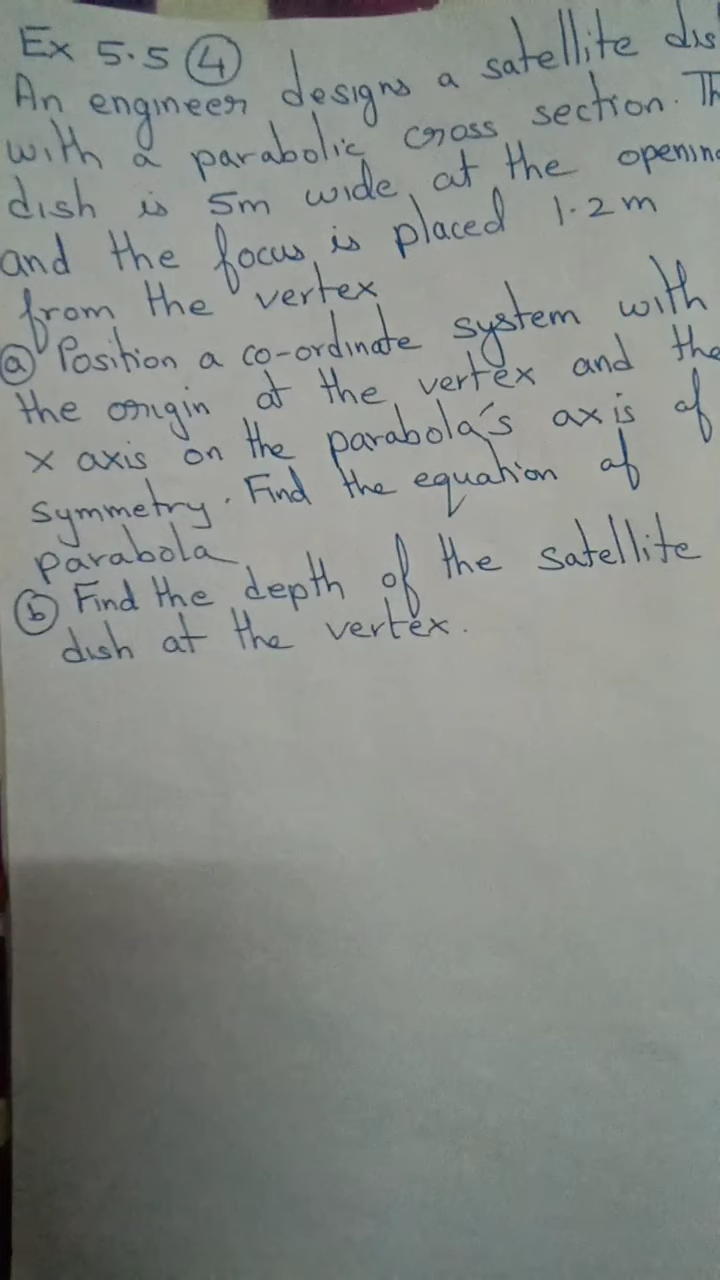 Ex 5.5 ④
An engineer designs a satellite dis
with a parabolic cross section. Th
dish is 5m wide at the openin
and the focus is placed 1.2 m
from the vertex
ⓐ Position a co-ordinate system with
the origin at the vertex and the
x axis on the parabola's axis of
symmetry. Find the equation of
parabola
ⓑ Find the depth of the satellite
dish at the vertex.